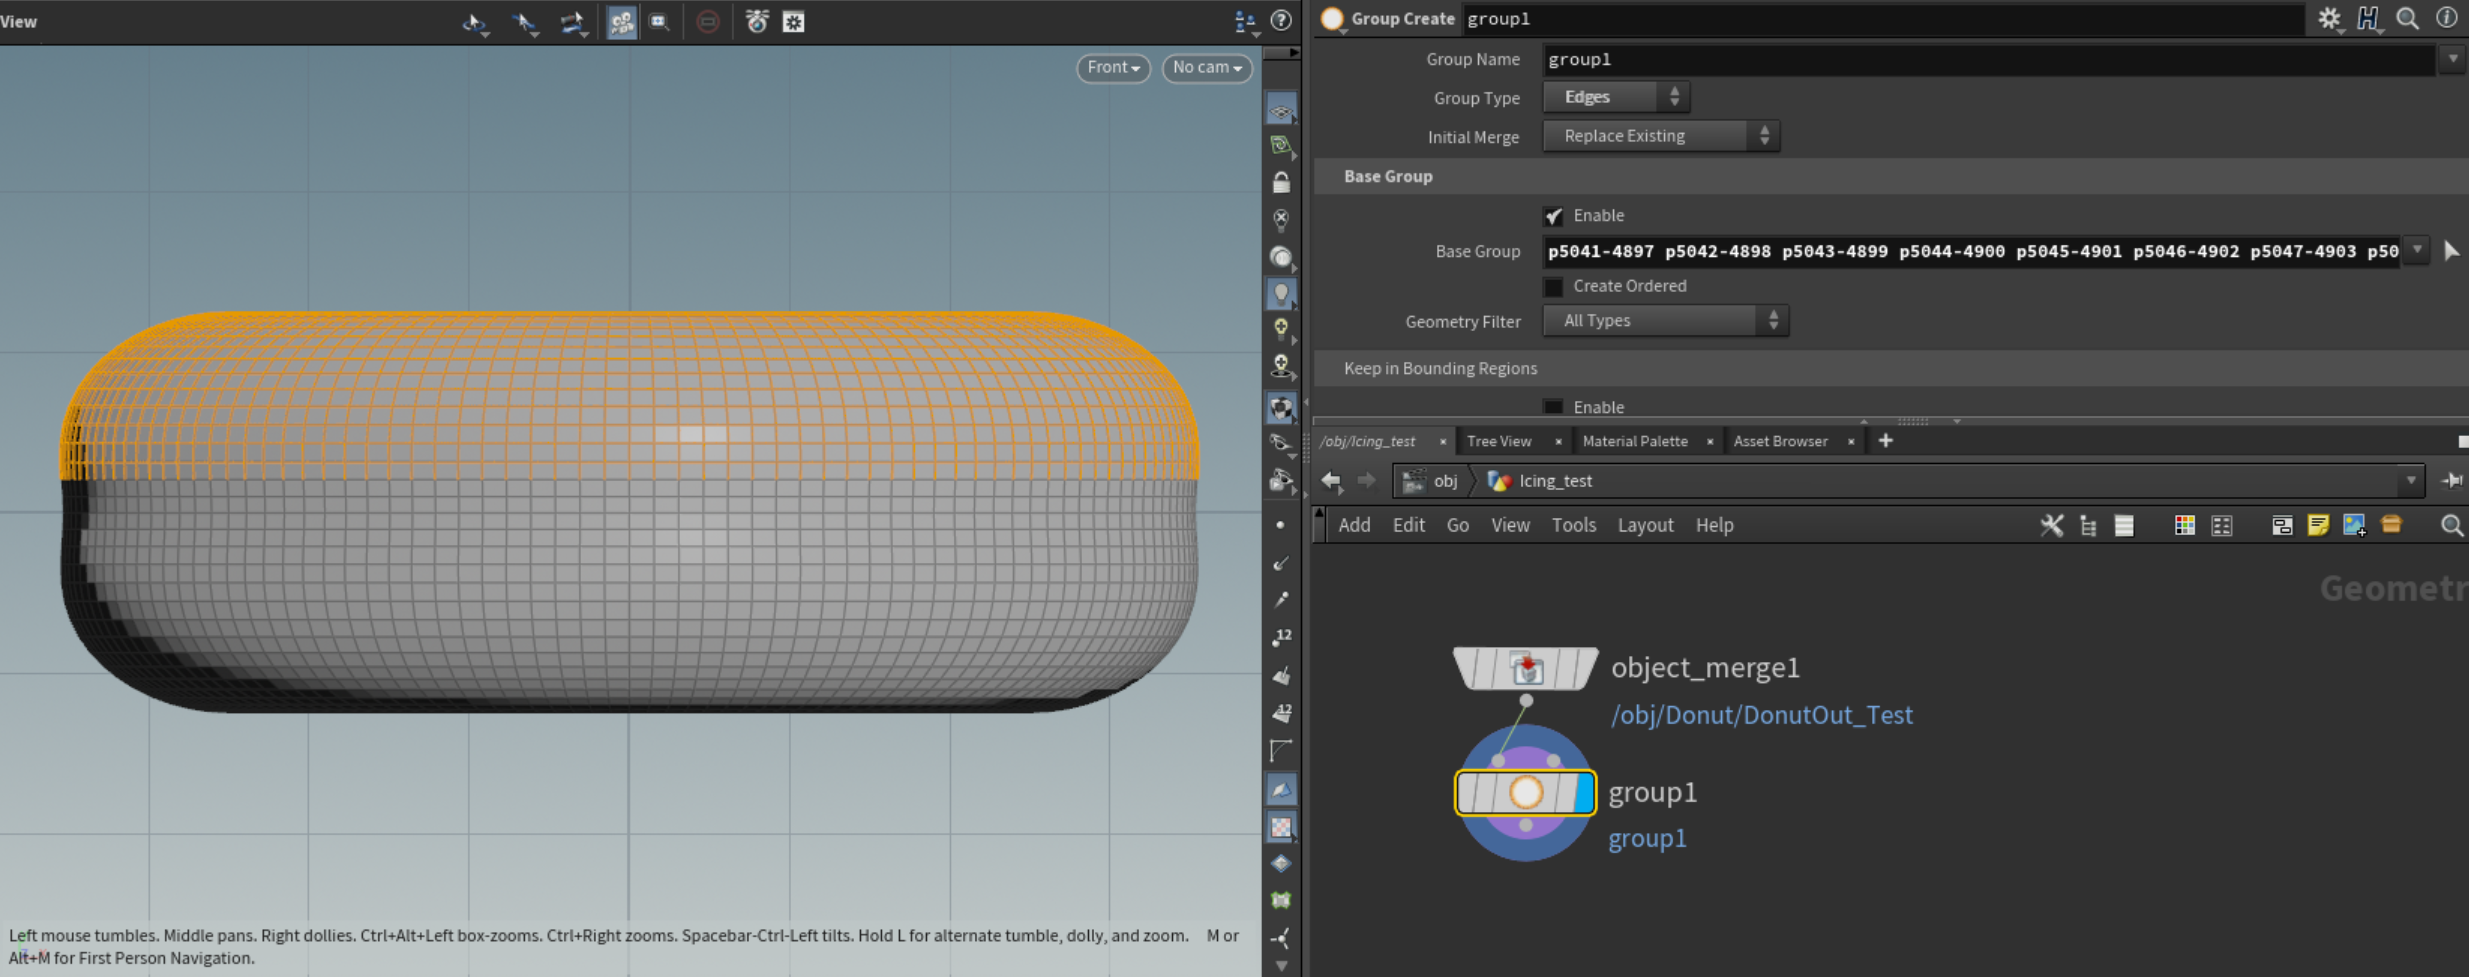 View
Front
No cam
Left mouse tumbles. Middle pans. Right dollies. Ctrl+Alt+Left box-zooms. Ctrl+Right zooms. Spacebar-Ctrl-Left tilts. Hold L for alternate tumble, dolly, and zoom. M or
Alt+M for First Person Navigation.
12
12
Group Create group1
Group Name group1
Group Type Edges
Initial Merge Replace Existing
Base Group
Enable
Base Group p5041-4897 p5042-4898 p5043-4899 p5044-4900 p5045-4901 p5046-4902 p5047-4903 p50
Create Ordered
Geometry Filter All Types
Keep in Bounding Regions
Enable
/obj/Icing_test × Tree View × Material Palette × Asset Browser × +
obj Icing_test
Add Edit Go View Tools Layout Help
Geometr
object_merge1
/obj/Donut/DonutOut_Test
group1
group1